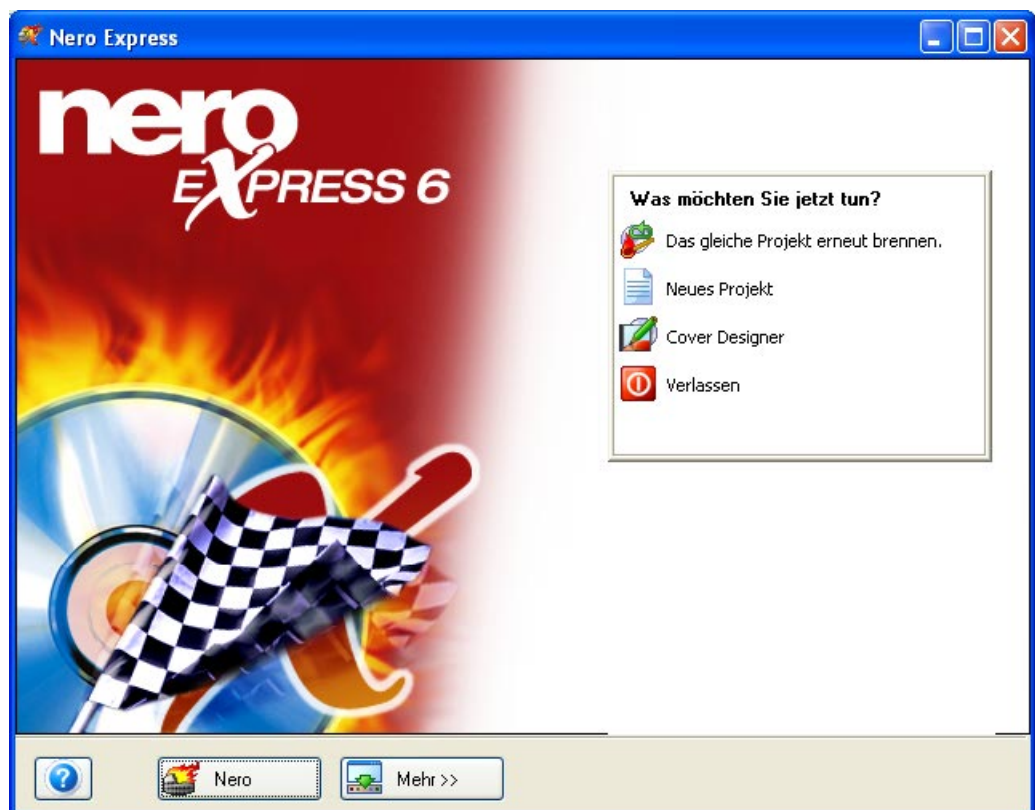 Nero Express
nero
EXPRESS 6
Was möchten Sie jetzt tun?
Das gleiche Projekt erneut brennen.
Neues Projekt
Cover Designer
Verlassen
?
Nero
Mehr >>